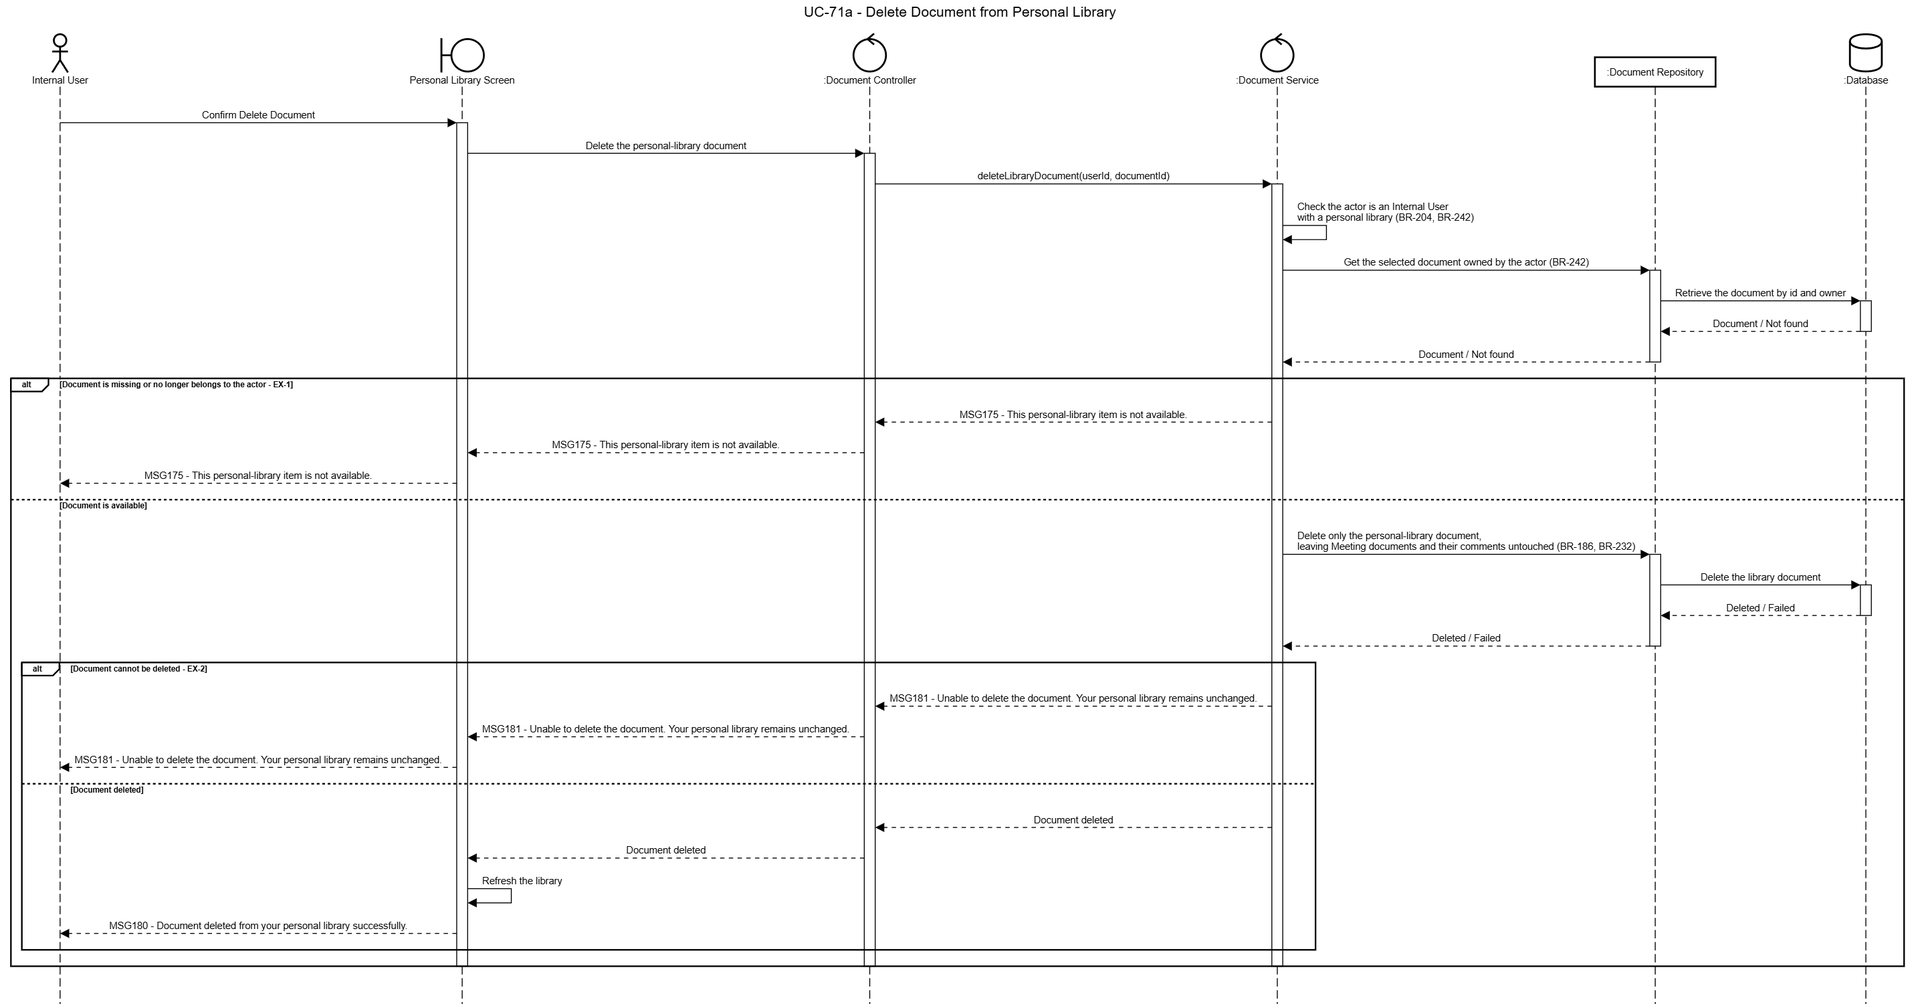 UC-71a - Delete Document from Personal Library
Internal User
Personal Library Screen
:Document Controller
:Document Service
:Document Repository
:Database
Confirm Delete Document
Delete the personal-library document
deleteLibraryDocument(userId, documentId)
Check the actor is an Internal User
with a personal library (BR-204, BR-242)
Get the selected document owned by the actor (BR-242)
Retrieve the document by id and owner
Document / Not found
Document / Not found
alt
[Document is missing or no longer belongs to the actor - EX-1]
MSG175 - This personal-library item is not available.
MSG175 - This personal-library item is not available.
MSG175 - This personal-library item is not available.
[Document is available]
Delete only the personal-library document,
leaving Meeting documents and their comments untouched (BR-186, BR-232)
Delete the library document
Deleted / Failed
Deleted / Failed
alt
[Document cannot be deleted - EX-2]
MSG181 - Unable to delete the document. Your personal library remains unchanged.
MSG181 - Unable to delete the document. Your personal library remains unchanged.
MSG181 - Unable to delete the document. Your personal library remains unchanged.
[Document deleted]
Document deleted
Document deleted
Refresh the library
MSG180 - Document deleted from your personal library successfully.